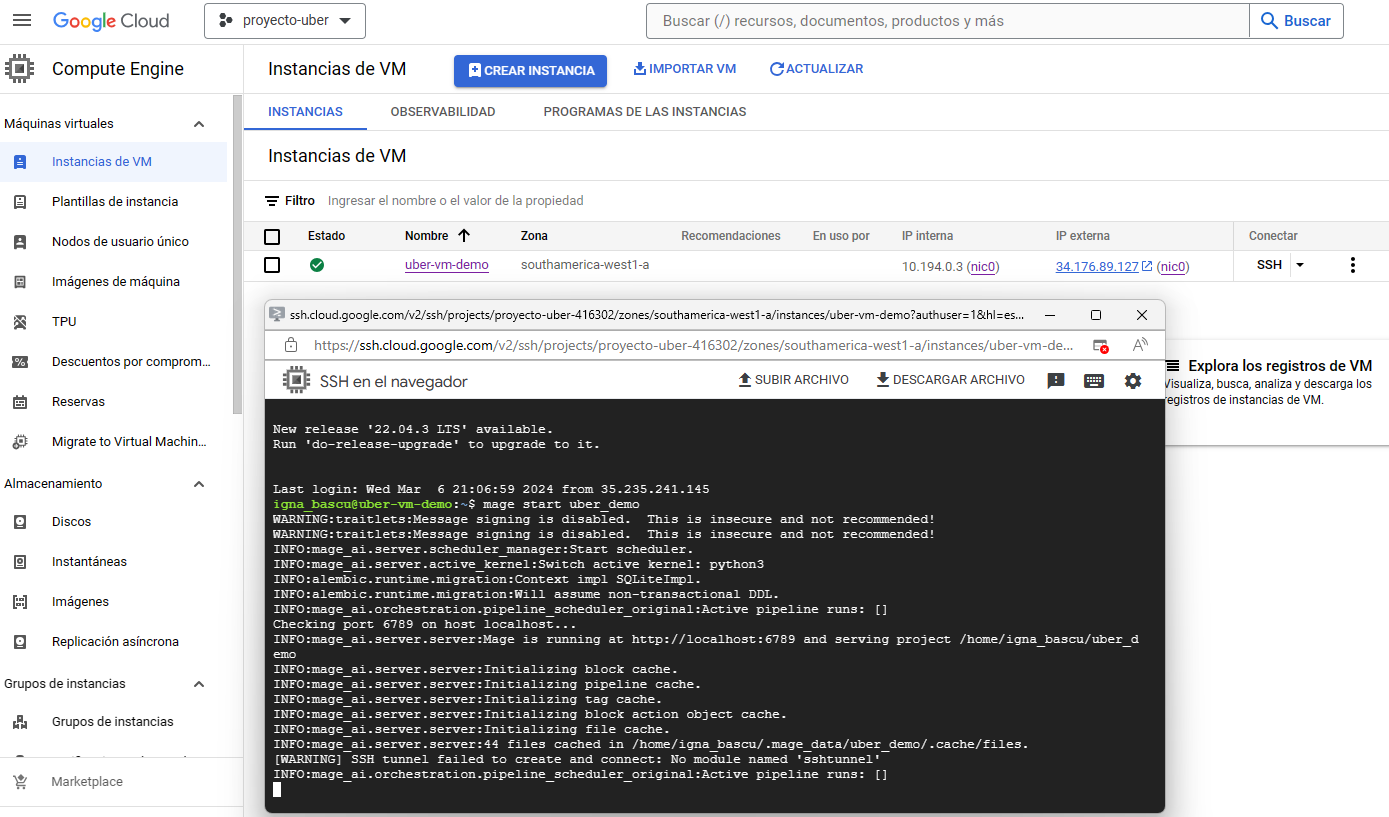 Google Cloud
proyecto-uber
Buscar (/) recursos, documentos, productos y más
Buscar
Compute Engine
Instancias de VM
CREAR INSTANCIA
IMPORTAR VM
ACTUALIZAR
Máquinas virtuales
Instancias de VM
Plantillas de instancia
Nodos de usuario único
Imágenes de máquina
TPU
Descuentos por comprom...
Reservas
Migrate to Virtual Machin...
Almacenamiento
Discos
Instantáneas
Imágenes
Replicación asíncrona
Grupos de instancias
Grupos de instancias
Marketplace
INSTANCIAS
OBSERVABILIDAD
PROGRAMAS DE LAS INSTANCIAS
Instancias de VM
Filtro
Ingresar el nombre o el valor de la propiedad
Estado
Nombre
Zona
Recomendaciones
En uso por
IP interna
IP externa
Conectar
uber-vm-demo
southamerica-west1-a
10.194.0.3 (nic0)
34.176.89.127 (nic0)
SSH
Explora los registros de VM
Visualiza, busca, analiza y descarga los
registros de instancias de VM.
ssh.cloud.google.com/v2/ssh/projects/proyecto-uber-416302/zones/southamerica-west1-a/instances/uber-vm-demo?authuser=1&hl=es...
https://ssh.cloud.google.com/v2/ssh/projects/proyecto-uber-416302/zones/southamerica-west1-a/instances/uber-vm-de...
SSH en el navegador
SUBIR ARCHIVO
DESCARGAR ARCHIVO
New release '22.04.3 LTS' available.
Run 'do-release-upgrade' to upgrade to it.
Last login: Wed Mar  6 21:06:59 2024 from 35.235.241.145
igna_bascu@uber-vm-demo:~$ mage start uber_demo
WARNING:traitlets:Message signing is disabled.  This is insecure and not recommended!
WARNING:traitlets:Message signing is disabled.  This is insecure and not recommended!
INFO:mage_ai.server.scheduler_manager:Start scheduler.
INFO:mage_ai.server.active_kernel:Switch active kernel: python3
INFO:alembic.runtime.migration:Context impl SQLiteImpl.
INFO:alembic.runtime.migration:Will assume non-transactional DDL.
INFO:mage_ai.orchestration.pipeline_scheduler_original:Active pipeline runs: []
Checking port 6789 on host localhost...
INFO:mage_ai.server.server:Mage is running at http://localhost:6789 and serving project /home/igna_bascu/uber_d
emo
INFO:mage_ai.server.server:Initializing block cache.
INFO:mage_ai.server.server:Initializing pipeline cache.
INFO:mage_ai.server.server:Initializing tag cache.
INFO:mage_ai.server.server:Initializing block action object cache.
INFO:mage_ai.server.server:Initializing file cache.
INFO:mage_ai.server.server:44 files cached in /home/igna_bascu/.mage_data/uber_demo/.cache/files.
[WARNING] SSH tunnel failed to create and connect: No module named 'sshtunnel'
INFO:mage_ai.orchestration.pipeline_scheduler_original:Active pipeline runs: []